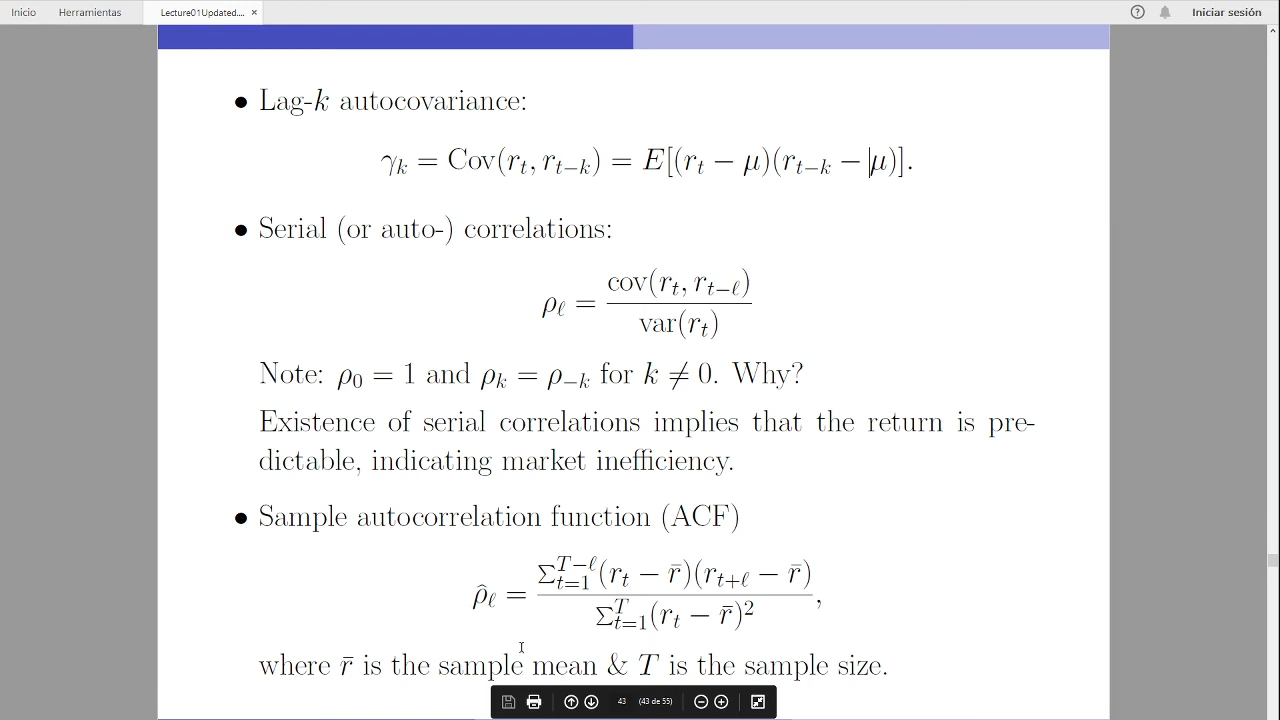 Inicio Herramientas Lecture01Updated.... × ? Iniciar sesión
• Lag-k autocovariance:
γ_k = Cov(r_t, r_{t−k}) = E[(r_t − μ)(r_{t−k} − μ)].
• Serial (or auto-) correlations:
ρ_ℓ = cov(r_t, r_{t−ℓ}) / var(r_t)
Note: ρ_0 = 1 and ρ_k = ρ_{−k} for k ≠ 0. Why?
Existence of serial correlations implies that the return is pre-
dictable, indicating market inefficiency.
• Sample autocorrelation function (ACF)
ρ̂_ℓ = Σ_{t=1}^{T−ℓ}(r_t − r̄)(r_{t+ℓ} − r̄) / Σ_{t=1}^{T}(r_t − r̄)^2,
where r̄ is the sample mean & T is the sample size.
43 (43 de 55)